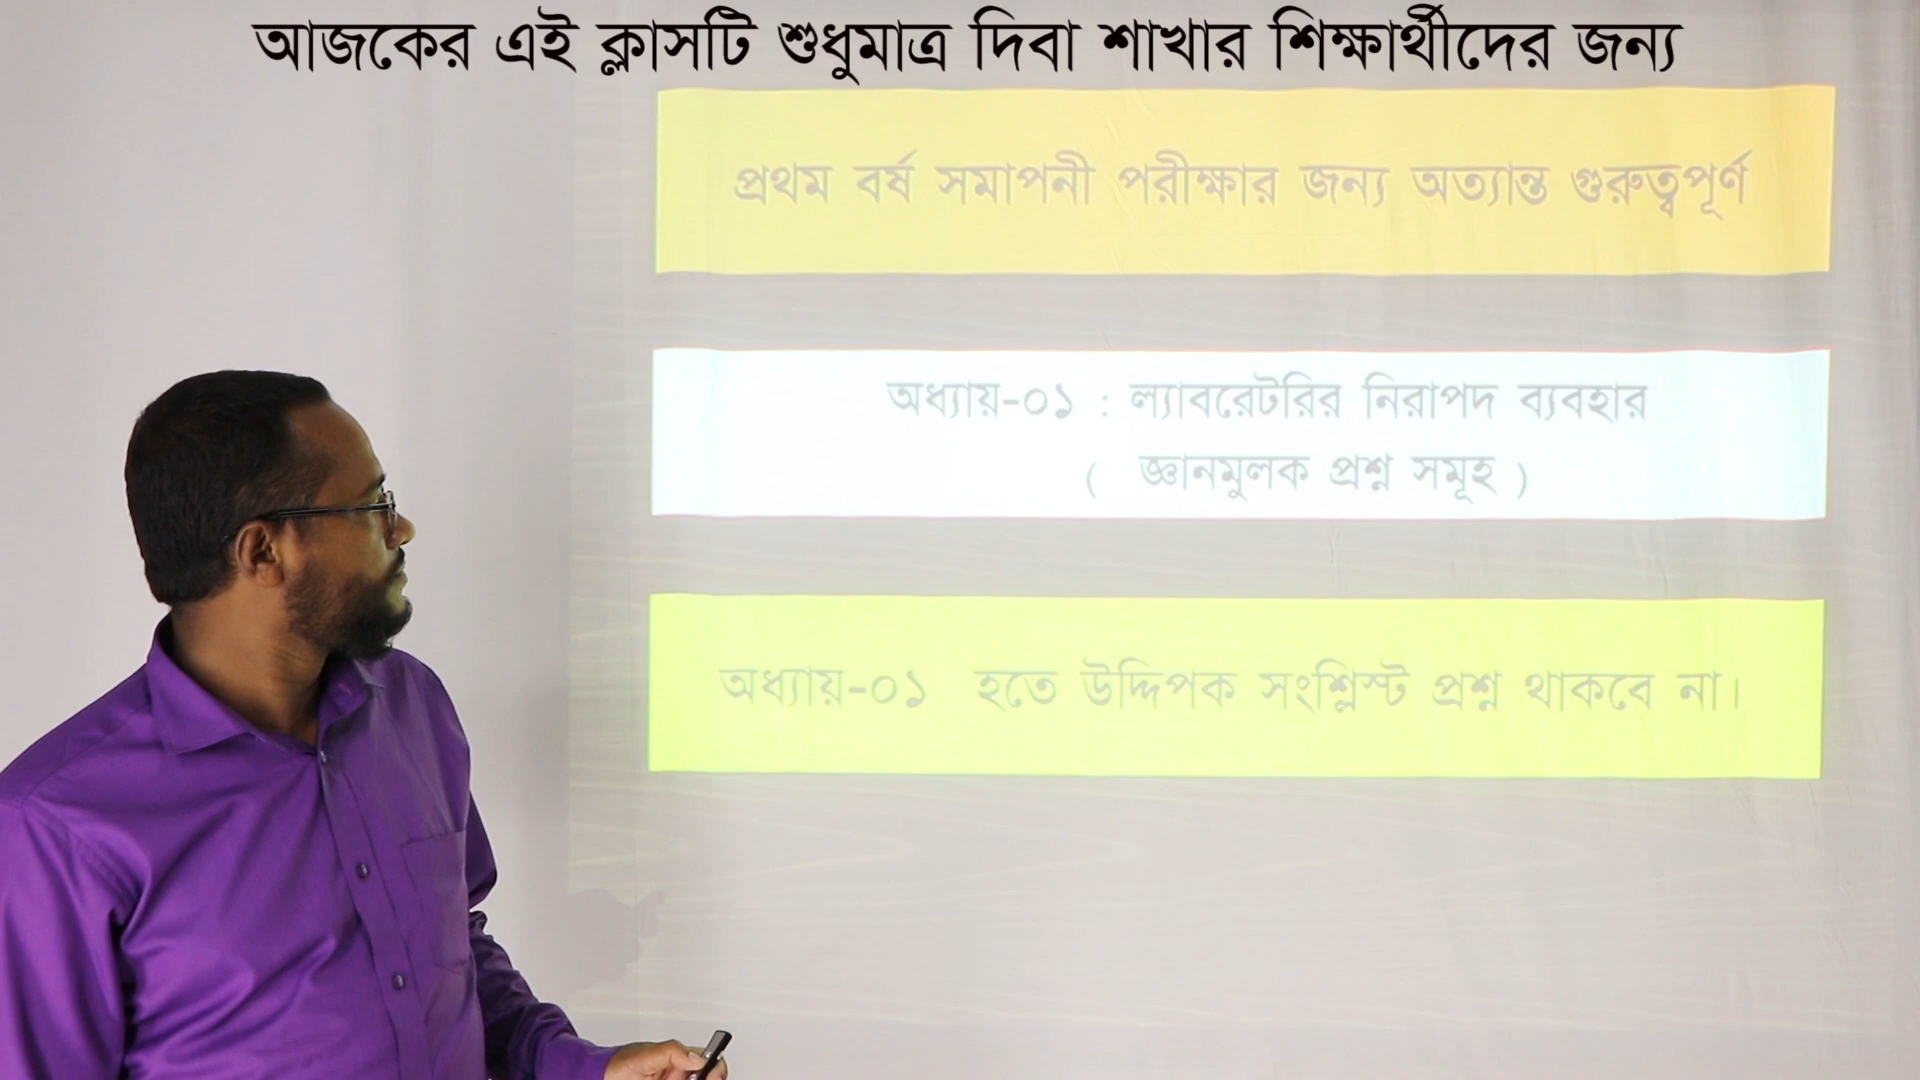 আজকের এই ক্লাসটি শুধুমাত্র দিবা শাখার শিক্ষার্থীদের জন্য
প্রথম বর্ষ সমাপনী পরীক্ষার জন্য অত্যান্ত গুরুত্বপূর্ণ
অধ্যায়-০১ : ল্যাবরেটরির নিরাপদ ব্যবহার
( জ্ঞানমুলক প্রশ্ন সমূহ )
অধ্যায়-০১ হতে উদ্দিপক সংশ্লিস্ট প্রশ্ন থাকবে না।